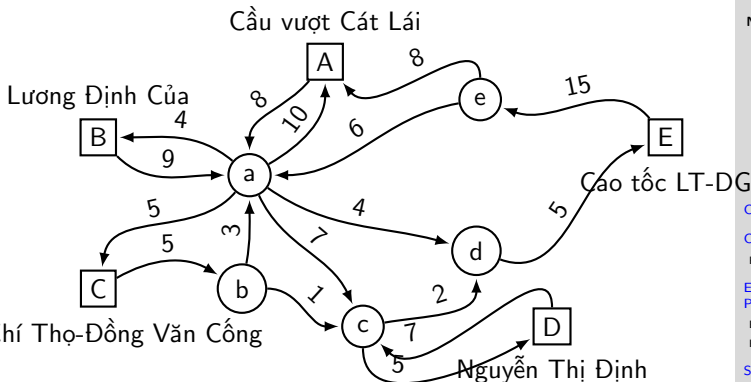 Cầu vượt Cát Lái
A
8
8
10
15
e
Lương Định Của
4
6
B
9
E
a
Cao tốc LT-DG
5
4
5
3
7
5
d
C
b
1
2
c
7
D
hí Thọ-Đồng Văn Cống
5
Nguyễn Thị Định